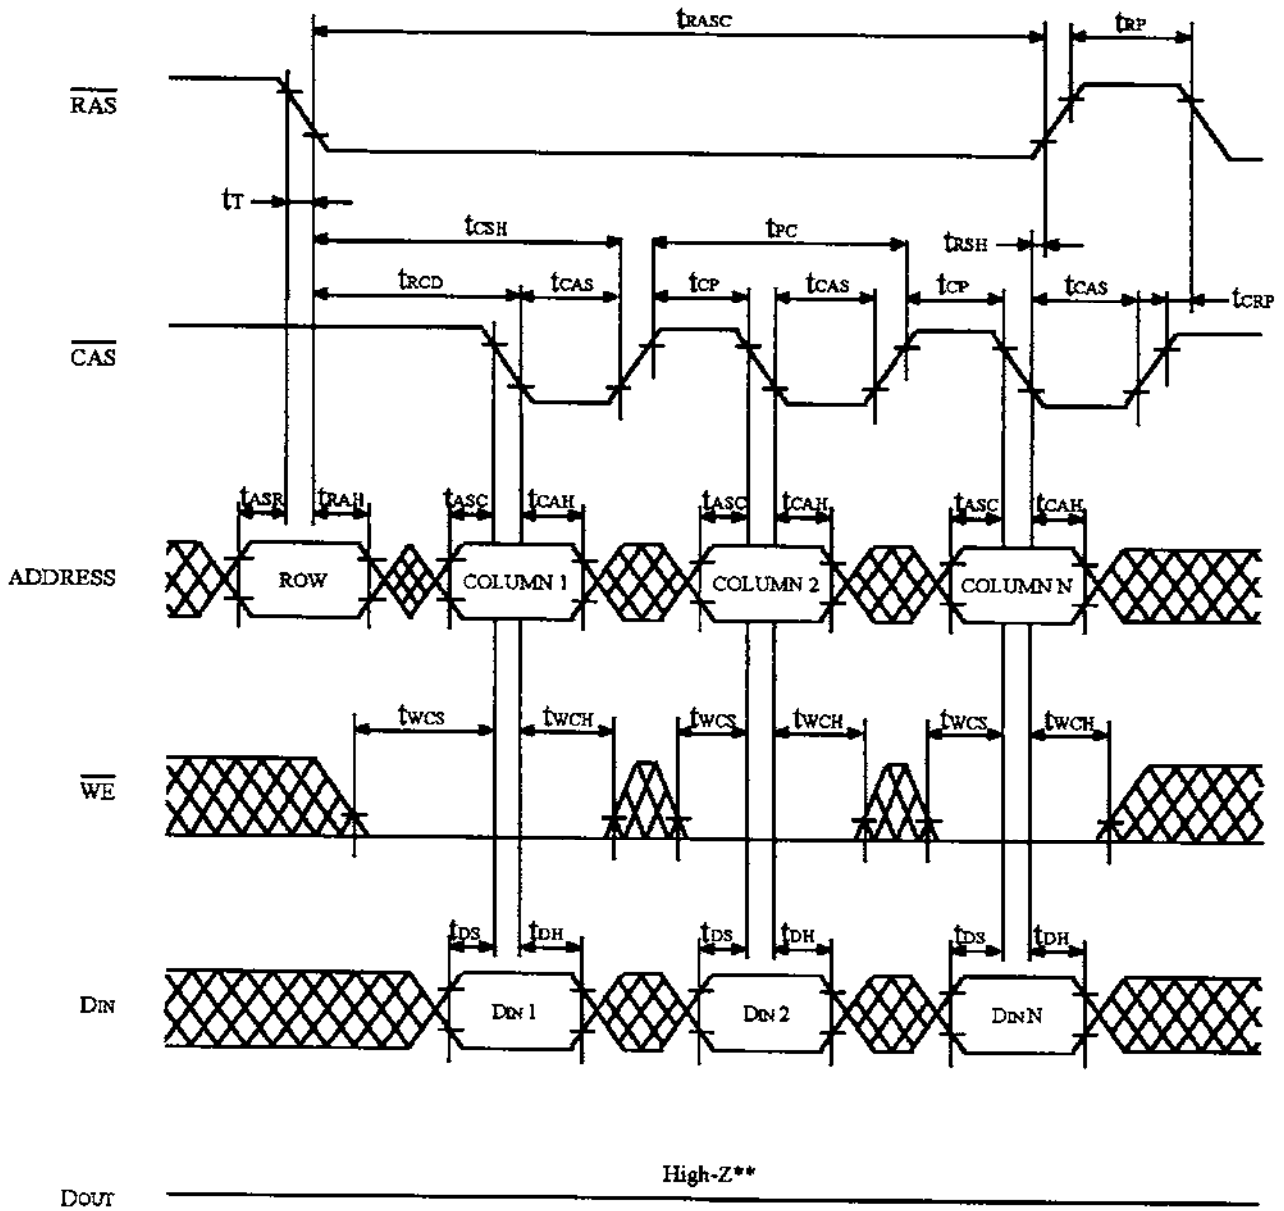 tRASC tRP
RAS
tT
tCSH tPC tRSH
tRCD tCAS tCP tCAS tCP tCAS tCRP
CAS
tASR tRAH tASC tCAH tASC tCAH tASC tCAH
ADDRESS ROW COLUMN 1 COLUMN 2 COLUMN N
tWCS tWCH tWCS tWCH tWCS tWCH
WE
tDS tDH tDS tDH tDS tDH
DIN DIN 1 DIN 2 DIN N
High-Z**
DOUT